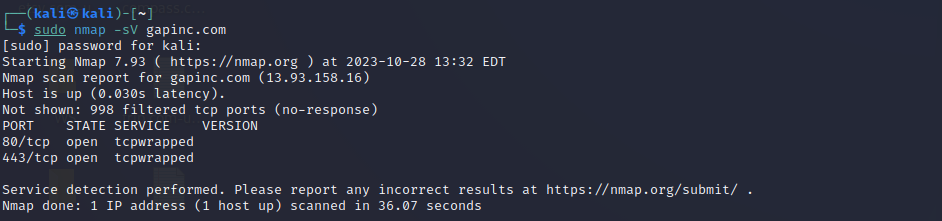 ┌──(kali㉿kali)-[~]
└─$ sudo nmap -sV gapinc.com
[sudo] password for kali:
Starting Nmap 7.93 ( https://nmap.org ) at 2023-10-28 13:32 EDT
Nmap scan report for gapinc.com (13.93.158.16)
Host is up (0.030s latency).
Not shown: 998 filtered tcp ports (no-response)
PORT    STATE SERVICE    VERSION
80/tcp  open  tcpwrapped
443/tcp open  tcpwrapped
Service detection performed. Please report any incorrect results at https://nmap.org/submit/ .
Nmap done: 1 IP address (1 host up) scanned in 36.07 seconds